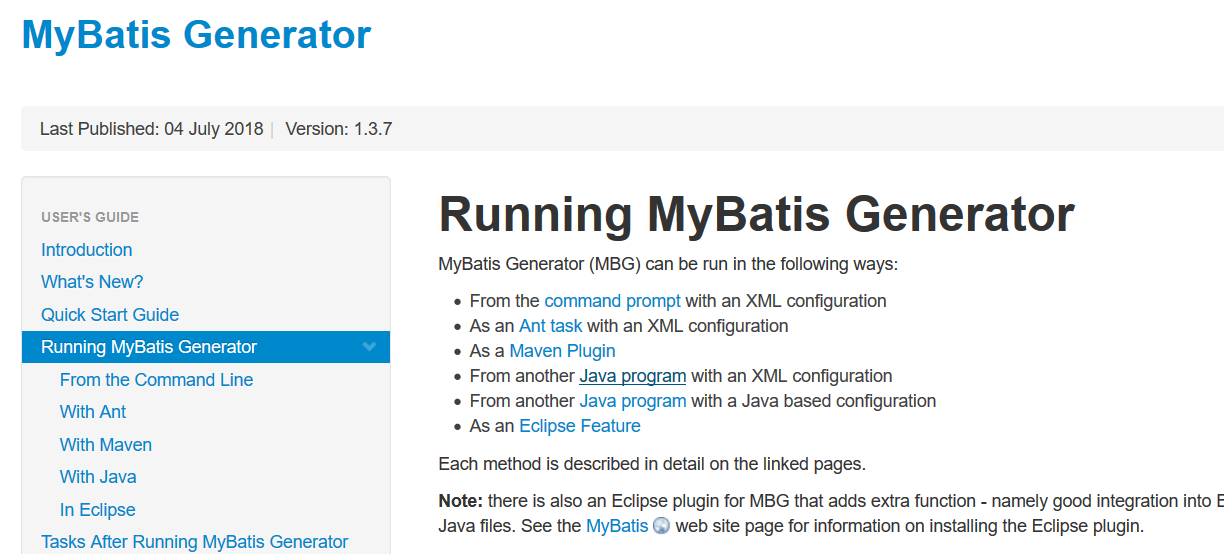 MyBatis Generator
Last Published: 04 July 2018 | Version: 1.3.7
USER'S GUIDE
Introduction
What's New?
Quick Start Guide
Running MyBatis Generator
From the Command Line
With Ant
With Maven
With Java
In Eclipse
Tasks After Running MyBatis Generator
Running MyBatis Generator
MyBatis Generator (MBG) can be run in the following ways:
• From the command prompt with an XML configuration
• As an Ant task with an XML configuration
• As a Maven Plugin
• From another Java program with an XML configuration
• From another Java program with a Java based configuration
• As an Eclipse Feature
Each method is described in detail on the linked pages.
Note: there is also an Eclipse plugin for MBG that adds extra function - namely good integration into E
Java files. See the MyBatis web site page for information on installing the Eclipse plugin.